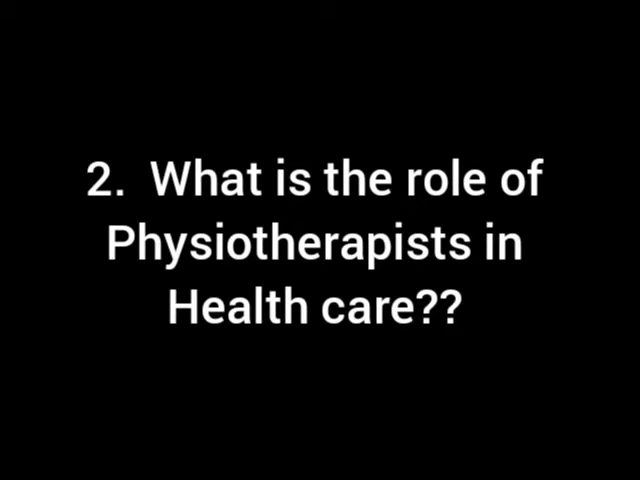 2. What is the role of
Physiotherapists in
Health care??